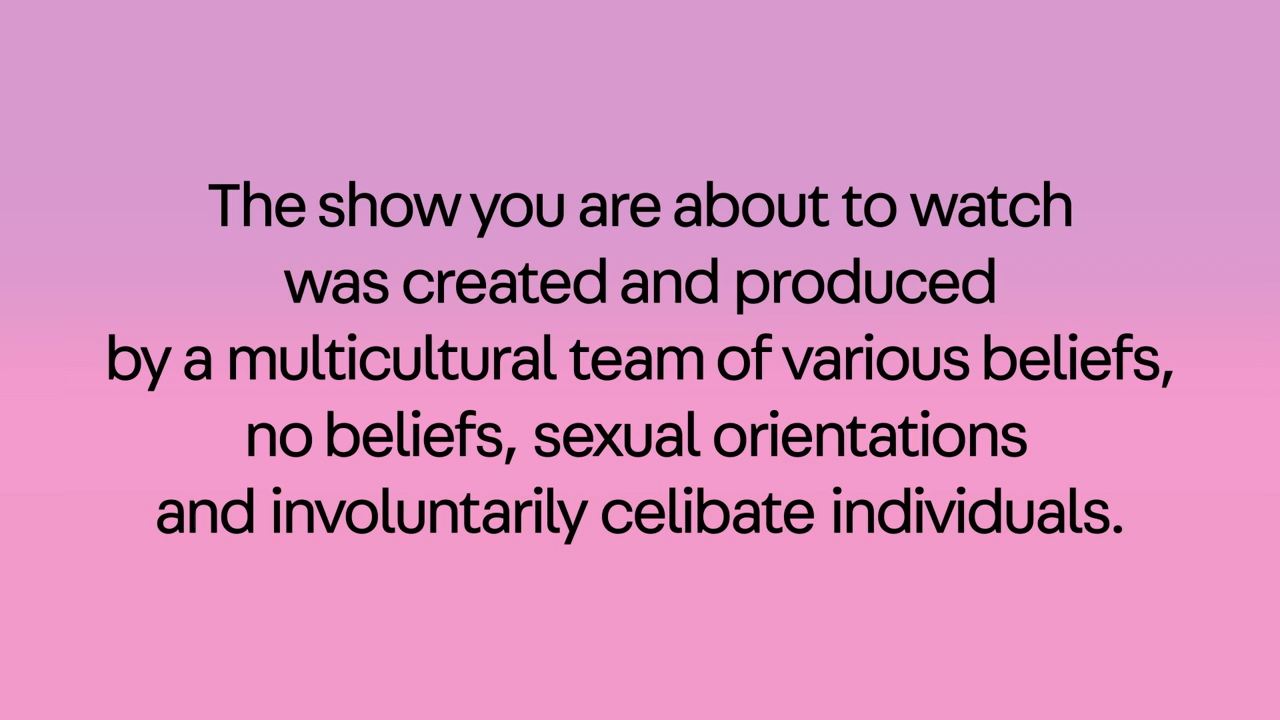 The show you are about to watch
was created and produced
by a multicultural team of various beliefs,
no beliefs, sexual orientations
and involuntarily celibate individuals.